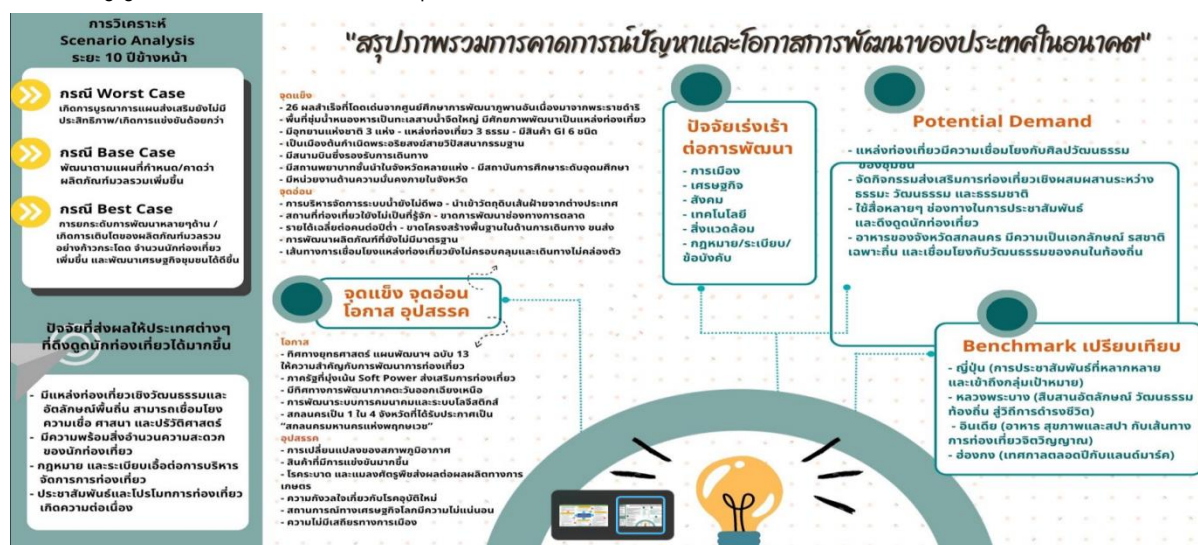 การวิเคราะห์
Scenario Analysis
ระยะ 10 ปีข้างหน้า
กรณี Worst Case
เกิดการบูรณาการแผนส่งเสริมยังไม่มี
ประสิทธิภาพ/เกิดการแข่งขันด้อยกว่า
กรณี Base Case
พัฒนาตามแผนที่กำหนด/คาดว่า
ผลิตภัณฑ์มวลรวมเพิ่มขึ้น
กรณี Best Case
การยกระดับการพัฒนาหลายๆด้าน /
เกิดการเติบโตของผลิตภัณฑ์มวลรวม
อย่างก้าวกระโดด จำนวนนักท่องเที่ยว
เพิ่มขึ้น และพัฒนาเศรษฐกิจชุมชนได้ดีขึ้น
ปัจจัยที่ส่งผลให้ประเทศต่างๆ
ที่ดึงดูดนักท่องเที่ยวได้มากขึ้น
- มีแหล่งท่องเที่ยวเชิงวัฒนธรรมและ
อัตลักษณ์พื้นถิ่น สามารถเชื่อมโยง
ความเชื่อ ศาสนา และปรัวัติศาสตร์
- มีความพร้อมสิ่งอำนวยความสะดวก
ของนักท่องเที่ยว
- กฎหมาย และระเบียบเอื้อต่อการบริหาร
จัดการการท่องเที่ยว
- ประชาสัมพันธ์และโปรโมทการท่องเที่ยว
เกิดความต่อเนื่อง
"สรุปภาพรวมการคาดการณ์ปัญหาและโอกาสการพัฒนาของประเทศในอนาคต"
จุดแข็ง
- 26 ผลสำเร็จที่โดดเด่นจากศูนย์ศึกษาการพัฒนาภูพานอันเนื่องมาจากพระราชดำริ
- พื้นที่ชุ่มน้ำหนองหารเป็นทะเลสาบน้ำจืดใหญ่ มีศักยภาพพัฒนาเป็นแหล่งท่องเที่ยว
- มีอุทยานแห่งชาติ 3 แห่ง - แหล่งท่องเที่ยว 3 ธรรม - มีสินค้า GI 6 ชนิด
- เป็นเมืองต้นกำเนิดพระอริยสงฆ์สายวิปัสสนากรรมฐาน
- มีสนามบินซึ่งรองรับการเดินทาง
- มีสถานพยาบาลชั้นนำในจังหวัดหลายแห่ง - มีสถาบันการศึกษาระดับอุดมศึกษา
- มีหน่วยงานด้านความมั่นคงภายในจังหวัด
จุดอ่อน
- การบริหารจัดการระบบน้ำยังไม่ดีพอ - นำเข้าวัตถุดิบเส้นฝ้ายจากต่างประเทศ
- สถานที่ท่องเที่ยวใยังไม่เป็นที่รู้จัก - ขาดการพัฒนาช่องทางการตลาด
- รายได้เฉลี่ยต่อคนต่อปีต่ำ - ขาดโครงสร้างพื้นฐานในด้านการเดินทาง ขนส่ง
- การพัฒนาผลิตภัณฑ์ที่ยังไม่มีมาตรฐาน
- เส้นทางการเชื่อมโยงแหล่งท่องเที่ยวยังไม่ครอบคลุมและเดินทางไม่คล่องตัว
จุดแข็ง จุดอ่อน
โอกาส อุปสรรค
โอกาส
- ทิศทางยุทธศาสตร์ แผนพัฒนาฯ ฉบับ 13
ให้ความสำคัญกับการพัฒนาการท่องเที่ยว
- ภาครัฐที่มุ่งเน้น Soft Power ส่งเสริมการท่องเที่ยว
- มีทิศทางการพัฒนาภาคตะวันออกเฉียงเหนือ
- การพัฒนาระบบการคมนาคมและระบบโลจิสติกส์
- สกลนครเป็น 1 ใน 4 จังหวัดที่ได้รับประกาศเป็น
"สกลนครมหานครแห่งพฤกษเวช"
อุปสรรค
- การเปลี่ยนแปลงของสภาพภูมิอากาศ
- สินค้าที่มีการแข่งขันมากขึ้น
- โรคระบาด และแมลงศัตรูพืชส่งผลต่อผลผลิตทางการ
เกษตร
- ความกังวลใจเกี่ยวกับโรคอุบัติใหม่
- สถานการณ์ทางเศรษฐกิจโลกมีความไม่แน่นอน
- ความไม่มีเสถียรทางการเมือง
ปัจจัยเร่งเร้า
ต่อการพัฒนา
- การเมือง
- เศรษฐกิจ
- สังคม
- เทคโนโลยี
- สิ่งแวดล้อม
- กฎหมาย/ระเบียบ/
ข้อบังคับ
Potential Demand
- แหล่งท่องเที่ยวมีความเชื่อมโยงกับศิลปวัฒนธรรม
ของชุมชน
- จัดกิจกรรมส่งเสริมการท่องเที่ยวเชิงผสมผสานระหว่าง
ธรรมะ วัฒนธรรม และธรรมชาติ
- ใช้สื่อหลายๆ ช่องทางในการประชาสัมพันธ์
และดึงดูดนักท่องเที่ยว
- อาหารของจังหวัดสกลนคร มีความเป็นเอกลักษณ์ รสชาติ
เฉพาะถิ่น และเชื่อมโยงกับวัฒนธรรมของคนในท้องถิ่น
Benchmark เปรียบเทียบ
- ญี่ปุ่น (การประชาสัมพันธ์ที่หลากหลาย
และเข้าถึงกลุ่มเป้าหมาย)
- หลวงพระบาง (สืบสานอัตลักษณ์ วัฒนธรรม
ท้องถิ่น สู่วิถีการดำรงชีวิต)
- อินเดีย (อาหาร สุขภาพและสปา กับเส้นทาง
การท่องเที่ยวจิตวิญญาณ)
- ฮ่องกง (เทศกาลตลอดปีกับแลนด์มาร์ค)